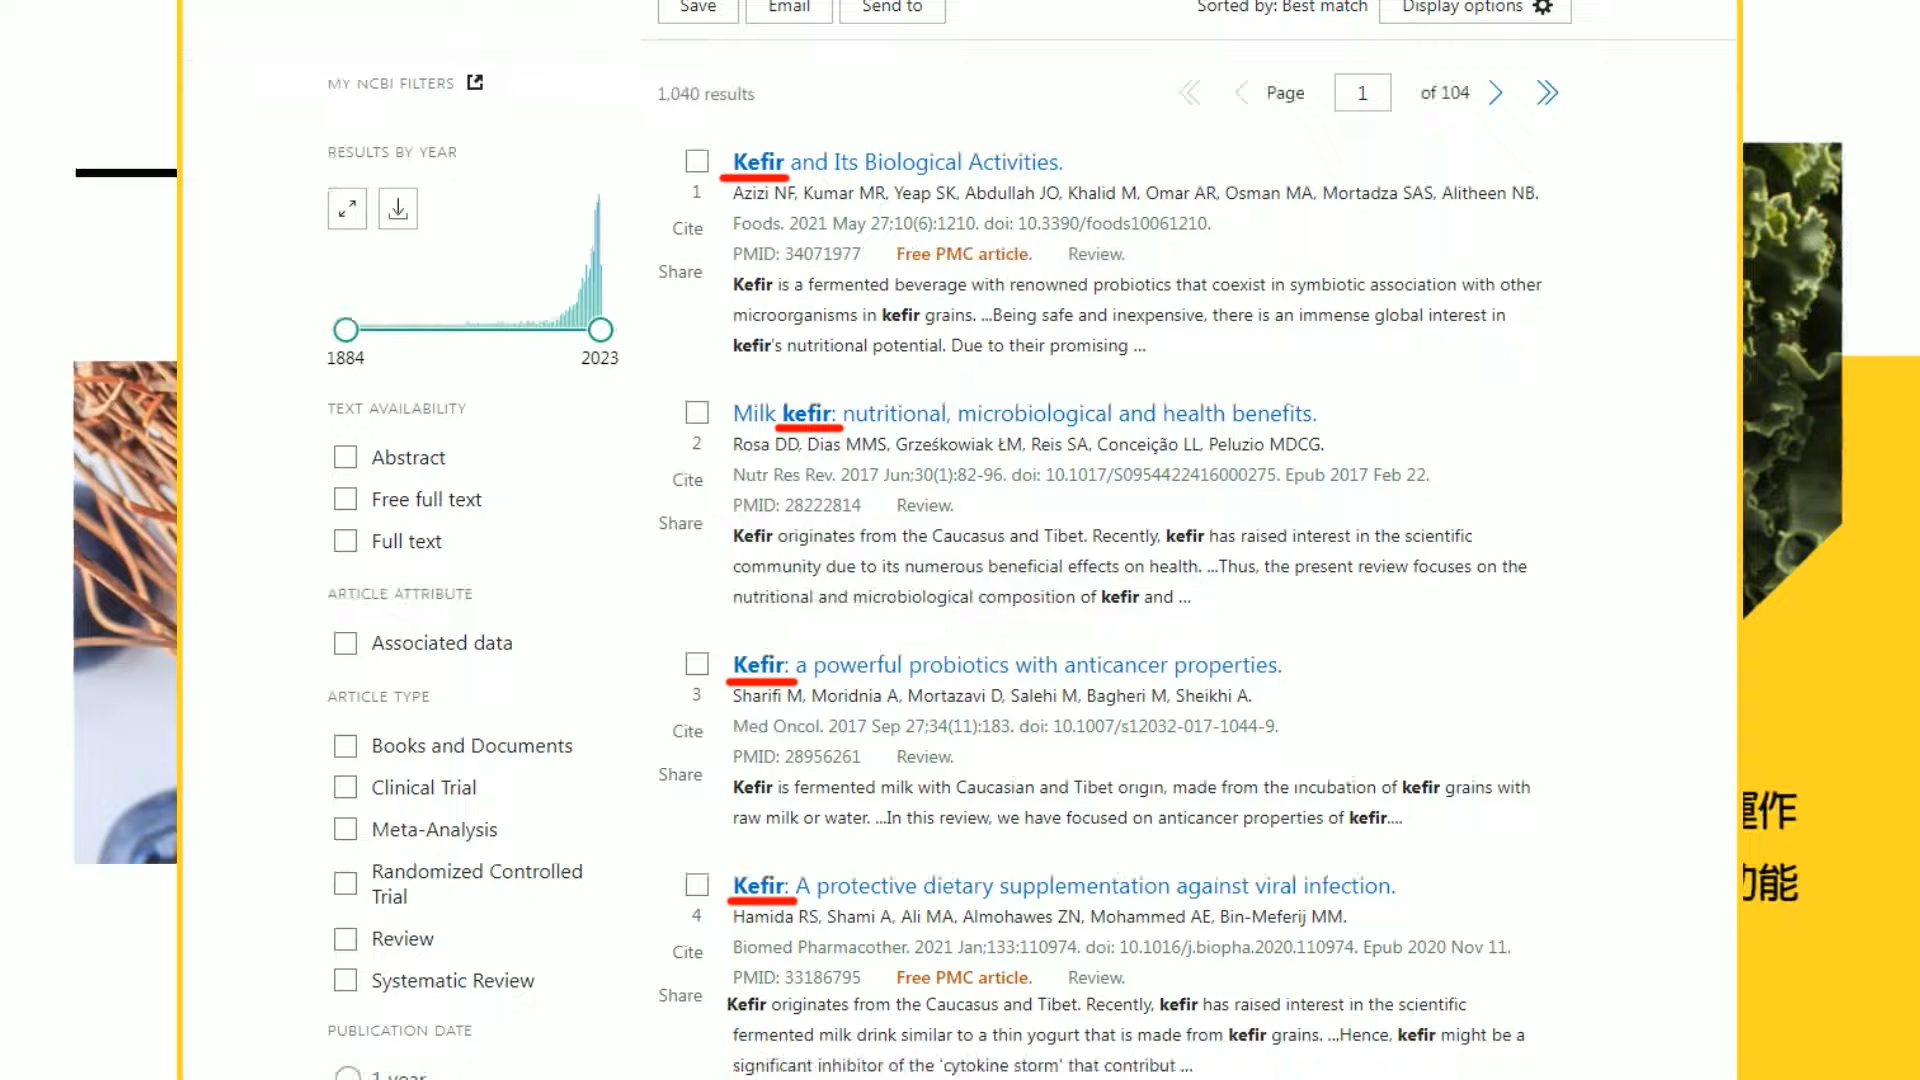 Save
Email
Send to
Sorted by: Best match
Display options
MY NCBI FILTERS
1,040 results
Page
1
of 104
RESULTS BY YEAR
1884
2023
TEXT AVAILABILITY
Abstract
Free full text
Full text
ARTICLE ATTRIBUTE
Associated data
ARTICLE TYPE
Books and Documents
Clinical Trial
Meta-Analysis
Randomized Controlled
Trial
Review
Systematic Review
PUBLICATION DATE
1 year
Kefir and Its Biological Activities.
1
Azizi NF, Kumar MR, Yeap SK, Abdullah JO, Khalid M, Omar AR, Osman MA, Mortadza SAS, Alitheen NB.
Cite
Foods. 2021 May 27;10(6):1210. doi: 10.3390/foods10061210.
PMID: 34071977 Free PMC article. Review.
Share
Kefir is a fermented beverage with renowned probiotics that coexist in symbiotic association with other
microorganisms in kefir grains. ...Being safe and inexpensive, there is an immense global interest in
kefir's nutritional potential. Due to their promising ...
Milk kefir: nutritional, microbiological and health benefits.
2
Rosa DD, Dias MMS, Grześkowiak ŁM, Reis SA, Conceição LL, Peluzio MDCG.
Cite
Nutr Res Rev. 2017 Jun;30(1):82-96. doi: 10.1017/S0954422416000275. Epub 2017 Feb 22.
PMID: 28222814 Review.
Share
Kefir originates from the Caucasus and Tibet. Recently, kefir has raised interest in the scientific
community due to its numerous beneficial effects on health. ...Thus, the present review focuses on the
nutritional and microbiological composition of kefir and ...
Kefir: a powerful probiotics with anticancer properties.
3
Sharifi M, Moridnia A, Mortazavi D, Salehi M, Bagheri M, Sheikhi A.
Cite
Med Oncol. 2017 Sep 27;34(11):183. doi: 10.1007/s12032-017-1044-9.
PMID: 28956261 Review.
Share
Kefir is fermented milk with Caucasian and Tibet origin, made from the incubation of kefir grains with
raw milk or water. ...In this review, we have focused on anticancer properties of kefir....
Kefir: A protective dietary supplementation against viral infection.
4
Hamida RS, Shami A, Ali MA, Almohawes ZN, Mohammed AE, Bin-Meferij MM.
Cite
Biomed Pharmacother. 2021 Jan;133:110974. doi: 10.1016/j.biopha.2020.110974. Epub 2020 Nov 11.
PMID: 33186795 Free PMC article. Review.
Share
Kefir originates from the Caucasus and Tibet. Recently, kefir has raised interest in the scientific
fermented milk drink similar to a thin yogurt that is made from kefir grains. ...Hence, kefir might be a
significant inhibitor of the 'cytokine storm' that contribut ...
運作
功能